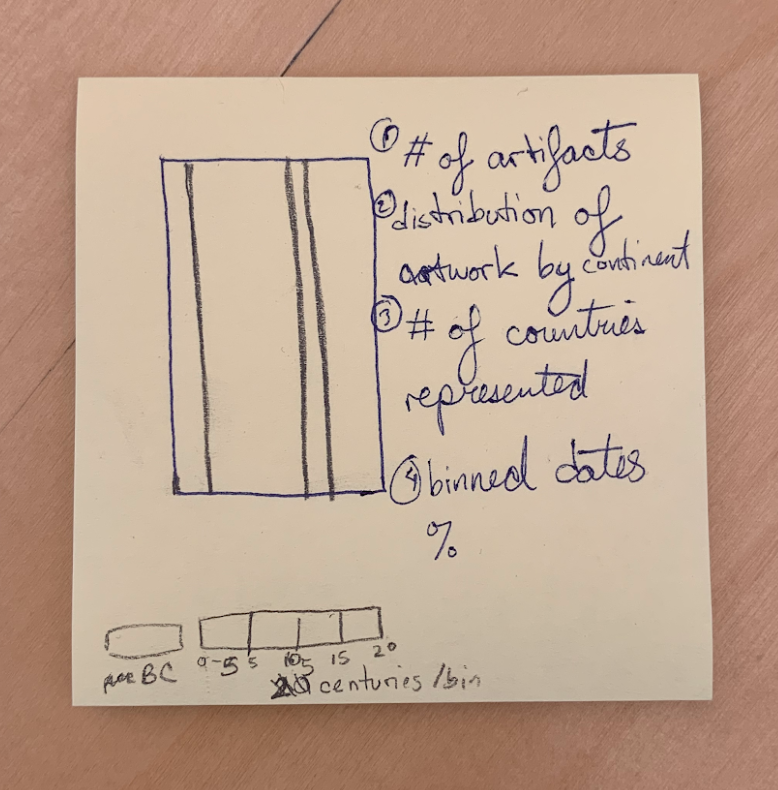 ① # of artifacts
② distribution of
artwork by continent
③ # of countries
represented
④ binned dates
%
BC 0-5 5 10 15 20
5 centuries/bin